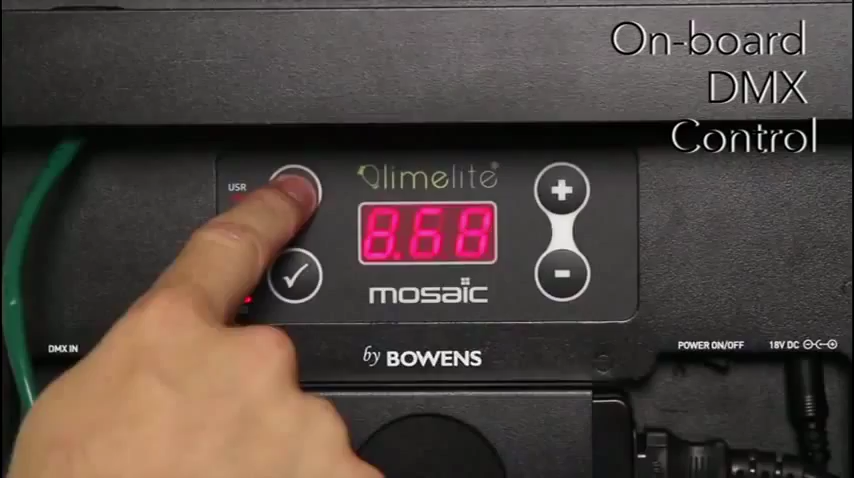 On-board
DMX
Control
USR
limelite®
8.68
mosaic
by BOWENS
DMX IN
POWER ON/OFF
18V DC